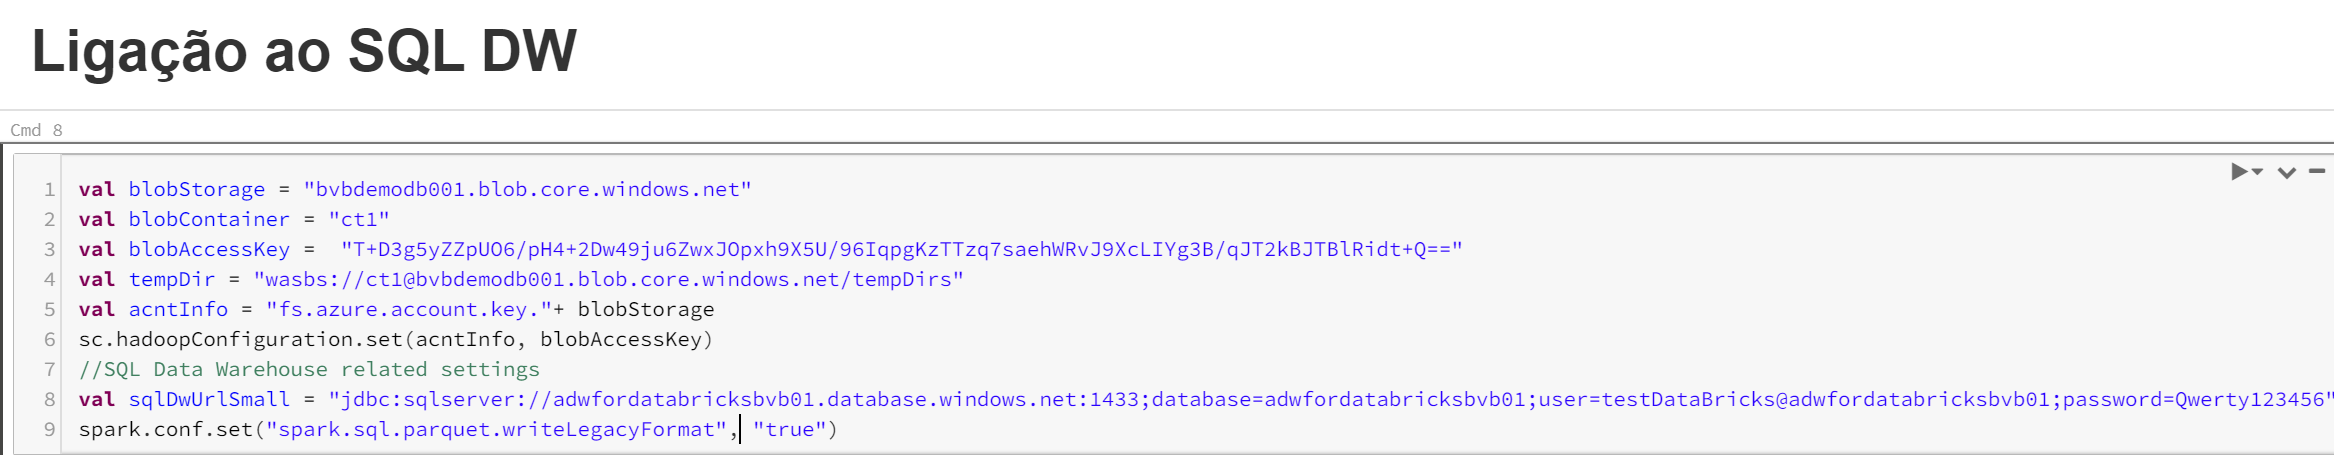 Ligação ao SQL DW
Cmd 8
1 val blobStorage = "bvbdemodb001.blob.core.windows.net"
2 val blobContainer = "ct1"
3 val blobAccessKey =  "T+D3g5yZZpUO6/pH4+2Dw49ju6ZwxJOpxh9X5U/96IqpgKzTTzq7saehWRvJ9XcLIYg3B/qJT2kBJTBlRidt+Q=="
4 val tempDir = "wasbs://ct1@bvbdemodb001.blob.core.windows.net/tempDirs"
5 val acntInfo = "fs.azure.account.key."+ blobStorage
6 sc.hadoopConfiguration.set(acntInfo, blobAccessKey)
7 //SQL Data Warehouse related settings
8 val sqlDwUrlSmall = "jdbc:sqlserver://adwfordatabricksbvb01.database.windows.net:1433;database=adwfordatabricksbvb01;user=testDataBricks@adwfordatabricksbvb01;password=Qwerty123456"
9 spark.conf.set("spark.sql.parquet.writeLegacyFormat", "true")